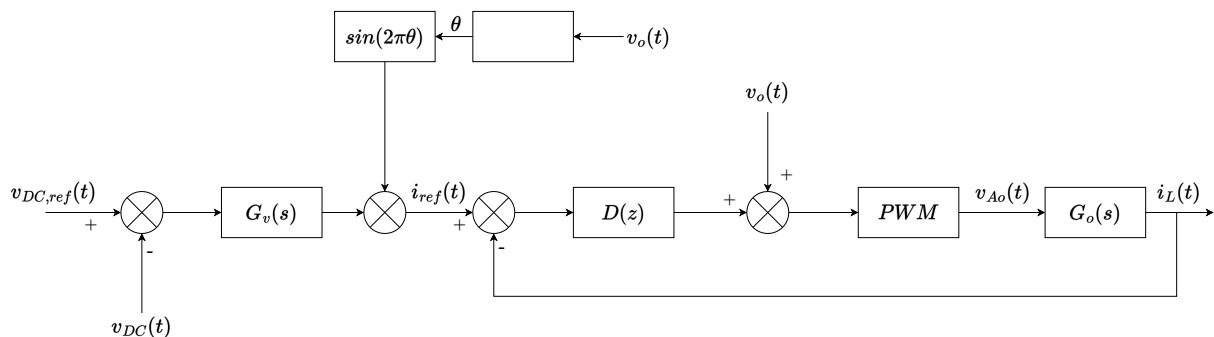 sin(2πθ)
θ
v_o(t)
v_o(t)
+
v_{DC,ref}(t)
+
-
v_{DC}(t)
G_v(s)
i_{ref}(t)
+
-
D(z)
+
PWM
v_{Ao}(t)
G_o(s)
i_L(t)